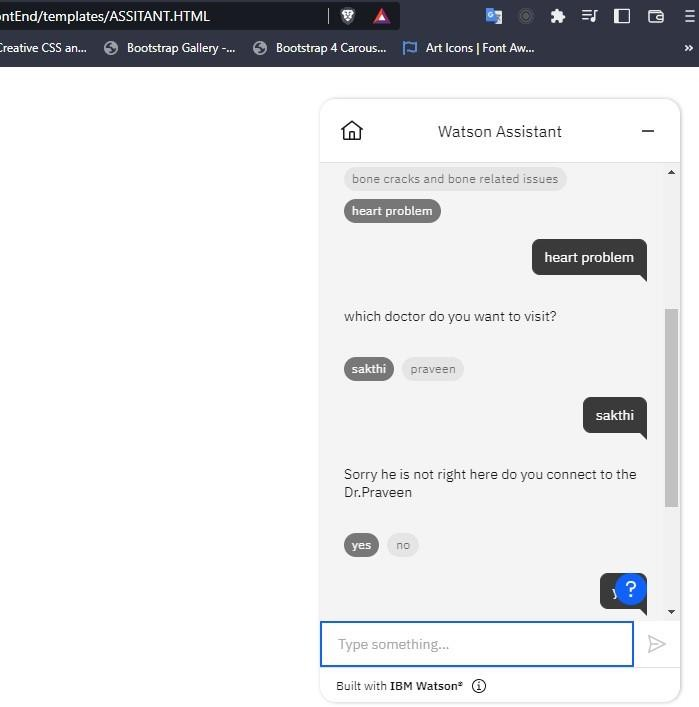 ontEnd/templates/ASSITANT.HTML
Creative CSS an... Bootstrap Gallery -... Bootstrap 4 Carous... Art Icons | Font Aw... »
Watson Assistant
bone cracks and bone related issues
heart problem
heart problem
which doctor do you want to visit?
sakthi praveen
sakthi
Sorry he is not right here do you connect to the
Dr.Praveen
yes no
?
Type something...
Built with IBM Watson®